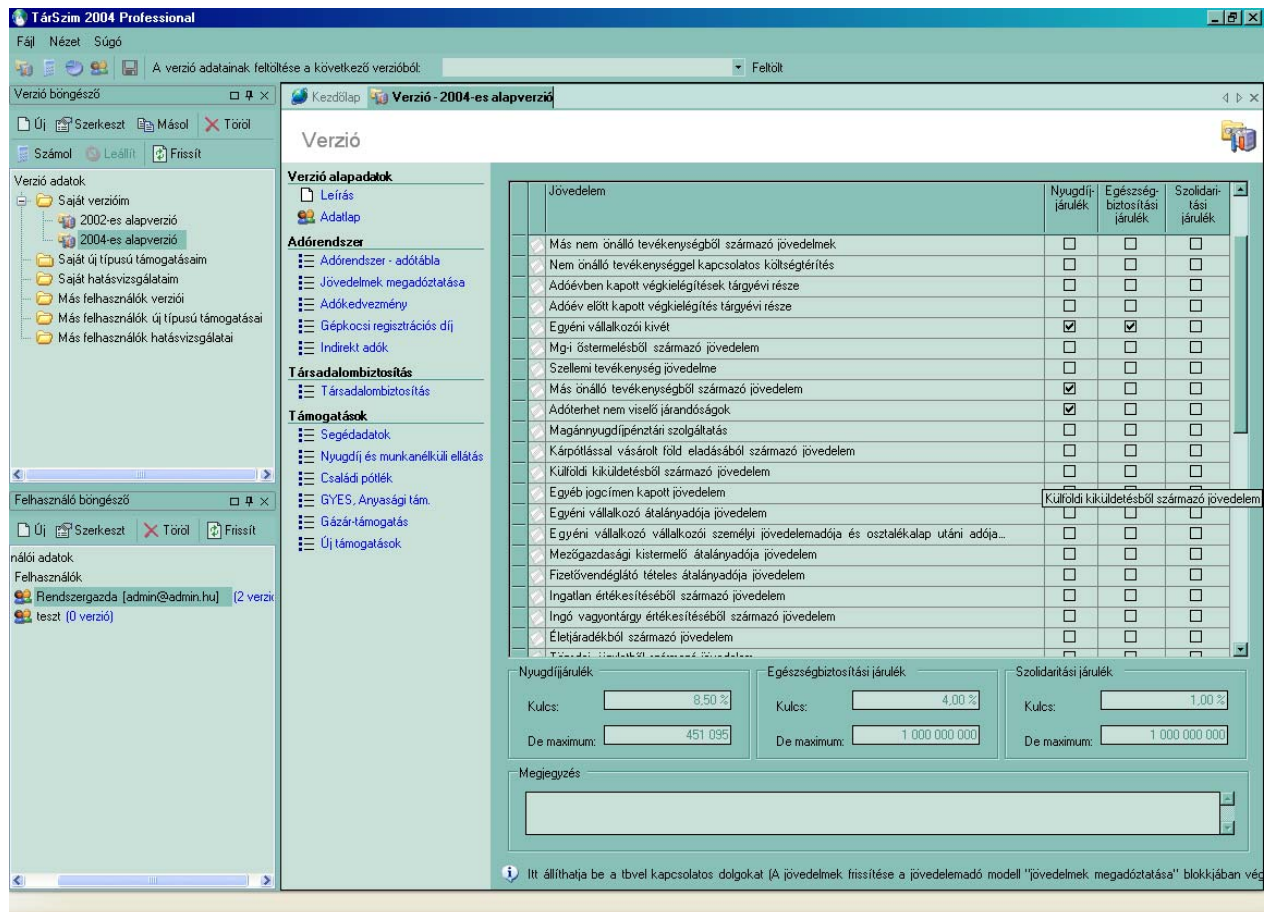 TárSzim 2004 Professional
Fájl Nézet Súgó
A verzió adatainak feltöltése a következő verzióból: Feltölt
Verzió böngésző
Új Szerkeszt Másol Töröl
Számol Leállít Frissít
Verzió adatok
Saját verzióim
2002-es alapverzió
2004-es alapverzió
Saját új típusú támogatásaim
Saját hatásvizsgálataim
Más felhasználók verziói
Más felhasználók új típusú támogatásai
Más felhasználók hatásvizsgálatai
Felhasználó böngésző
Új Szerkeszt Töröl Frissít
nálói adatok
Felhasználók
Rendszergazda [admin@admin.hu] (2 verzió
teszt (0 verzió)
Kezdőlap Verzió - 2004-es alapverzió
Verzió
Verzió alapadatok
Leírás
Adatlap
Adórendszer
Adórendszer - adótábla
Jövedelmek megadóztatása
Adókedvezmény
Gépkocsi regisztrációs díj
Indirekt adók
Társadalombiztosítás
Társadalombiztosítás
Támogatások
Segédadatok
Nyugdíj és munkanélküli ellátás
Családi pótlék
GYES, Anyasági tám.
Gázár-támogatás
Új támogatások
Jövedelem
Nyugdíj-
járulék
Egészség-
biztosítási
járulék
Szolidari-
tási
járulék
Más nem önálló tevékenységből származó jövedelmek
Nem önálló tevékenységgel kapcsolatos költségtérítés
Adóévben kapott végkielégítések tárgyévi része
Adóév előtt kapott végkielégítés tárgyévi része
Egyéni vállalkozói kivét
Mg-i őstermelésből származó jövedelem
Szellemi tevékenység jövedelme
Más önálló tevékenységből származó jövedelem
Adóterhet nem viselő járandóságok
Magánnyugdíjpénztári szolgáltatás
Kárpótlással vásárolt föld eladásából származó jövedelem
Külföldi kiküldetésből származó jövedelem
Egyéb jogcímen kapott jövedelem
Külföldi kiküldetésből származó jövedelem
Egyéni vállalkozó átalányadója jövedelem
Egyéni vállalkozó vállalkozói személyi jövedelemadója és osztalékalap utáni adója...
Mezőgazdasági kistermelő átalányadója jövedelem
Fizetővendéglátó tételes átalányadója jövedelem
Ingatlan értékesítéséből származó jövedelem
Ingó vagyontárgy értékesítéséből származó jövedelem
Életjáradékból származó jövedelem
Nyugdíjjárulék
Kulcs: 8,50 %
De maximum: 451 095
Egészségbiztosítási járulék
Kulcs: 4,00 %
De maximum: 1 000 000 000
Szolidaritási járulék
Kulcs: 1,00 %
De maximum: 1 000 000 000
Megjegyzés
Itt állíthatja be a tbvel kapcsolatos dolgokat (A jövedelmek frissítése a jövedelemadó modell "jövedelmek megadóztatása" blokkjában vég